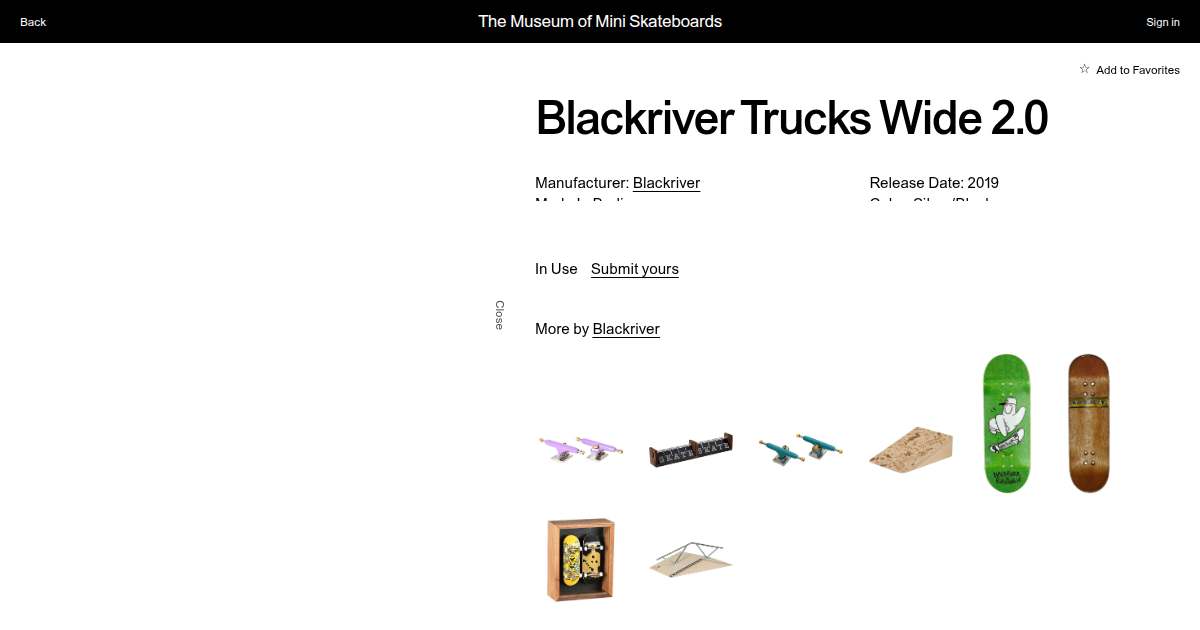 Back
The Museum of Mini Skateboards
Sign in
☆ Add to Favorites
Blackriver Trucks Wide 2.0
Manufacturer: Blackriver
Release Date: 2019
In Use Submit yours
Close
More by Blackriver